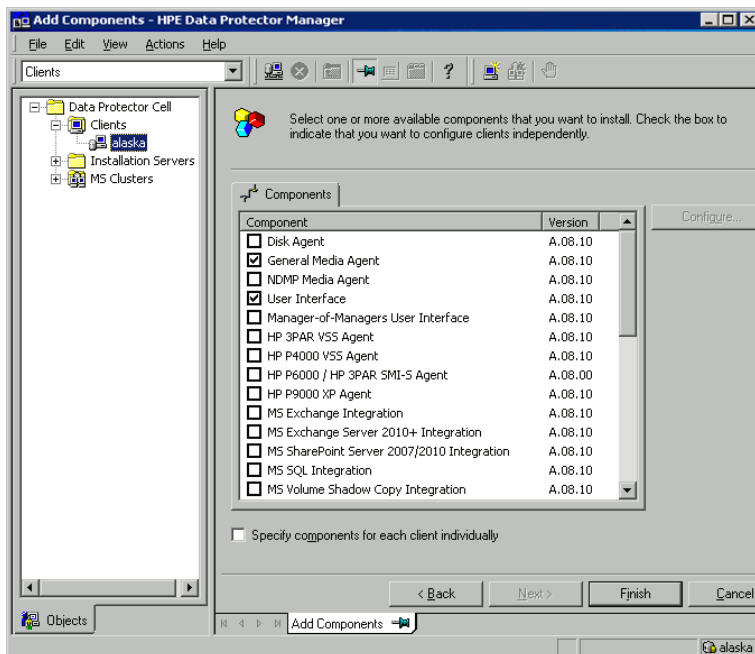 Add Components - HPE Data Protector Manager
File Edit View Actions Help
Clients
Data Protector Cell
Clients
alaska
Installation Servers
MS Clusters
Objects
Select one or more available components that you want to install. Check the box to
indicate that you want to configure clients independently.
Components
Configure...
Component Version
Disk Agent A.08.10
General Media Agent A.08.10
NDMP Media Agent A.08.10
User Interface A.08.10
Manager-of-Managers User Interface A.08.10
HP 3PAR VSS Agent A.08.10
HP P4000 VSS Agent A.08.10
HP P6000 / HP 3PAR SMI-S Agent A.08.00
HP P9000 XP Agent A.08.10
MS Exchange Integration A.08.10
MS Exchange Server 2010+ Integration A.08.10
MS SharePoint Server 2007/2010 Integration A.08.10
MS SQL Integration A.08.10
MS Volume Shadow Copy Integration A.08.10
Specify components for each client individually
< Back Next > Finish Cancel
Add Components
alaska